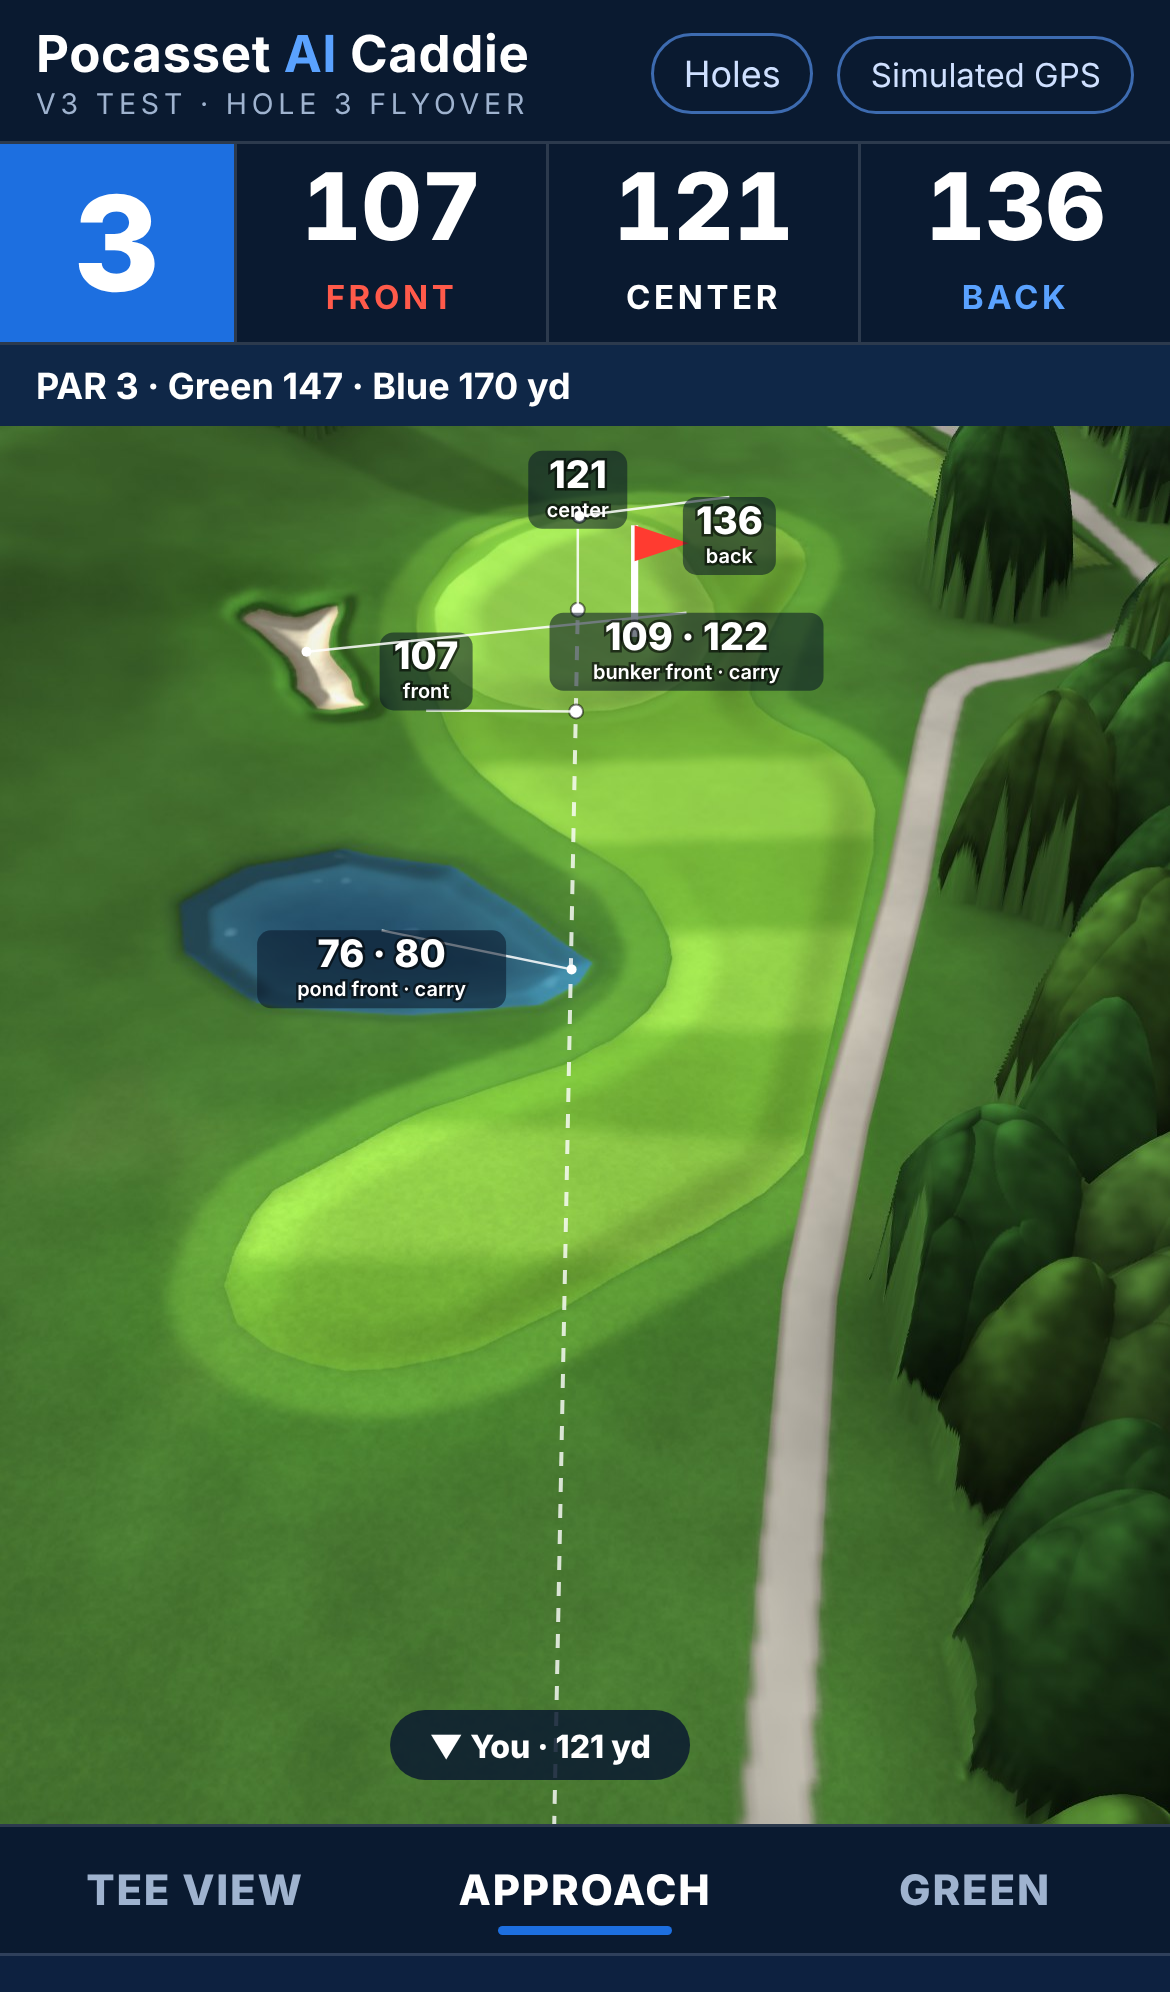 Pocasset AI Caddie
V3 TEST · HOLE 3 FLYOVER
Holes
Simulated GPS
3
107
FRONT
121
CENTER
136
BACK
PAR 3 · Green 147 · Blue 170 yd
121
center
136
back
109 · 122
bunker front · carry
107
front
76 · 80
pond front · carry
▼ You · 121 yd
TEE VIEW
APPROACH
GREEN